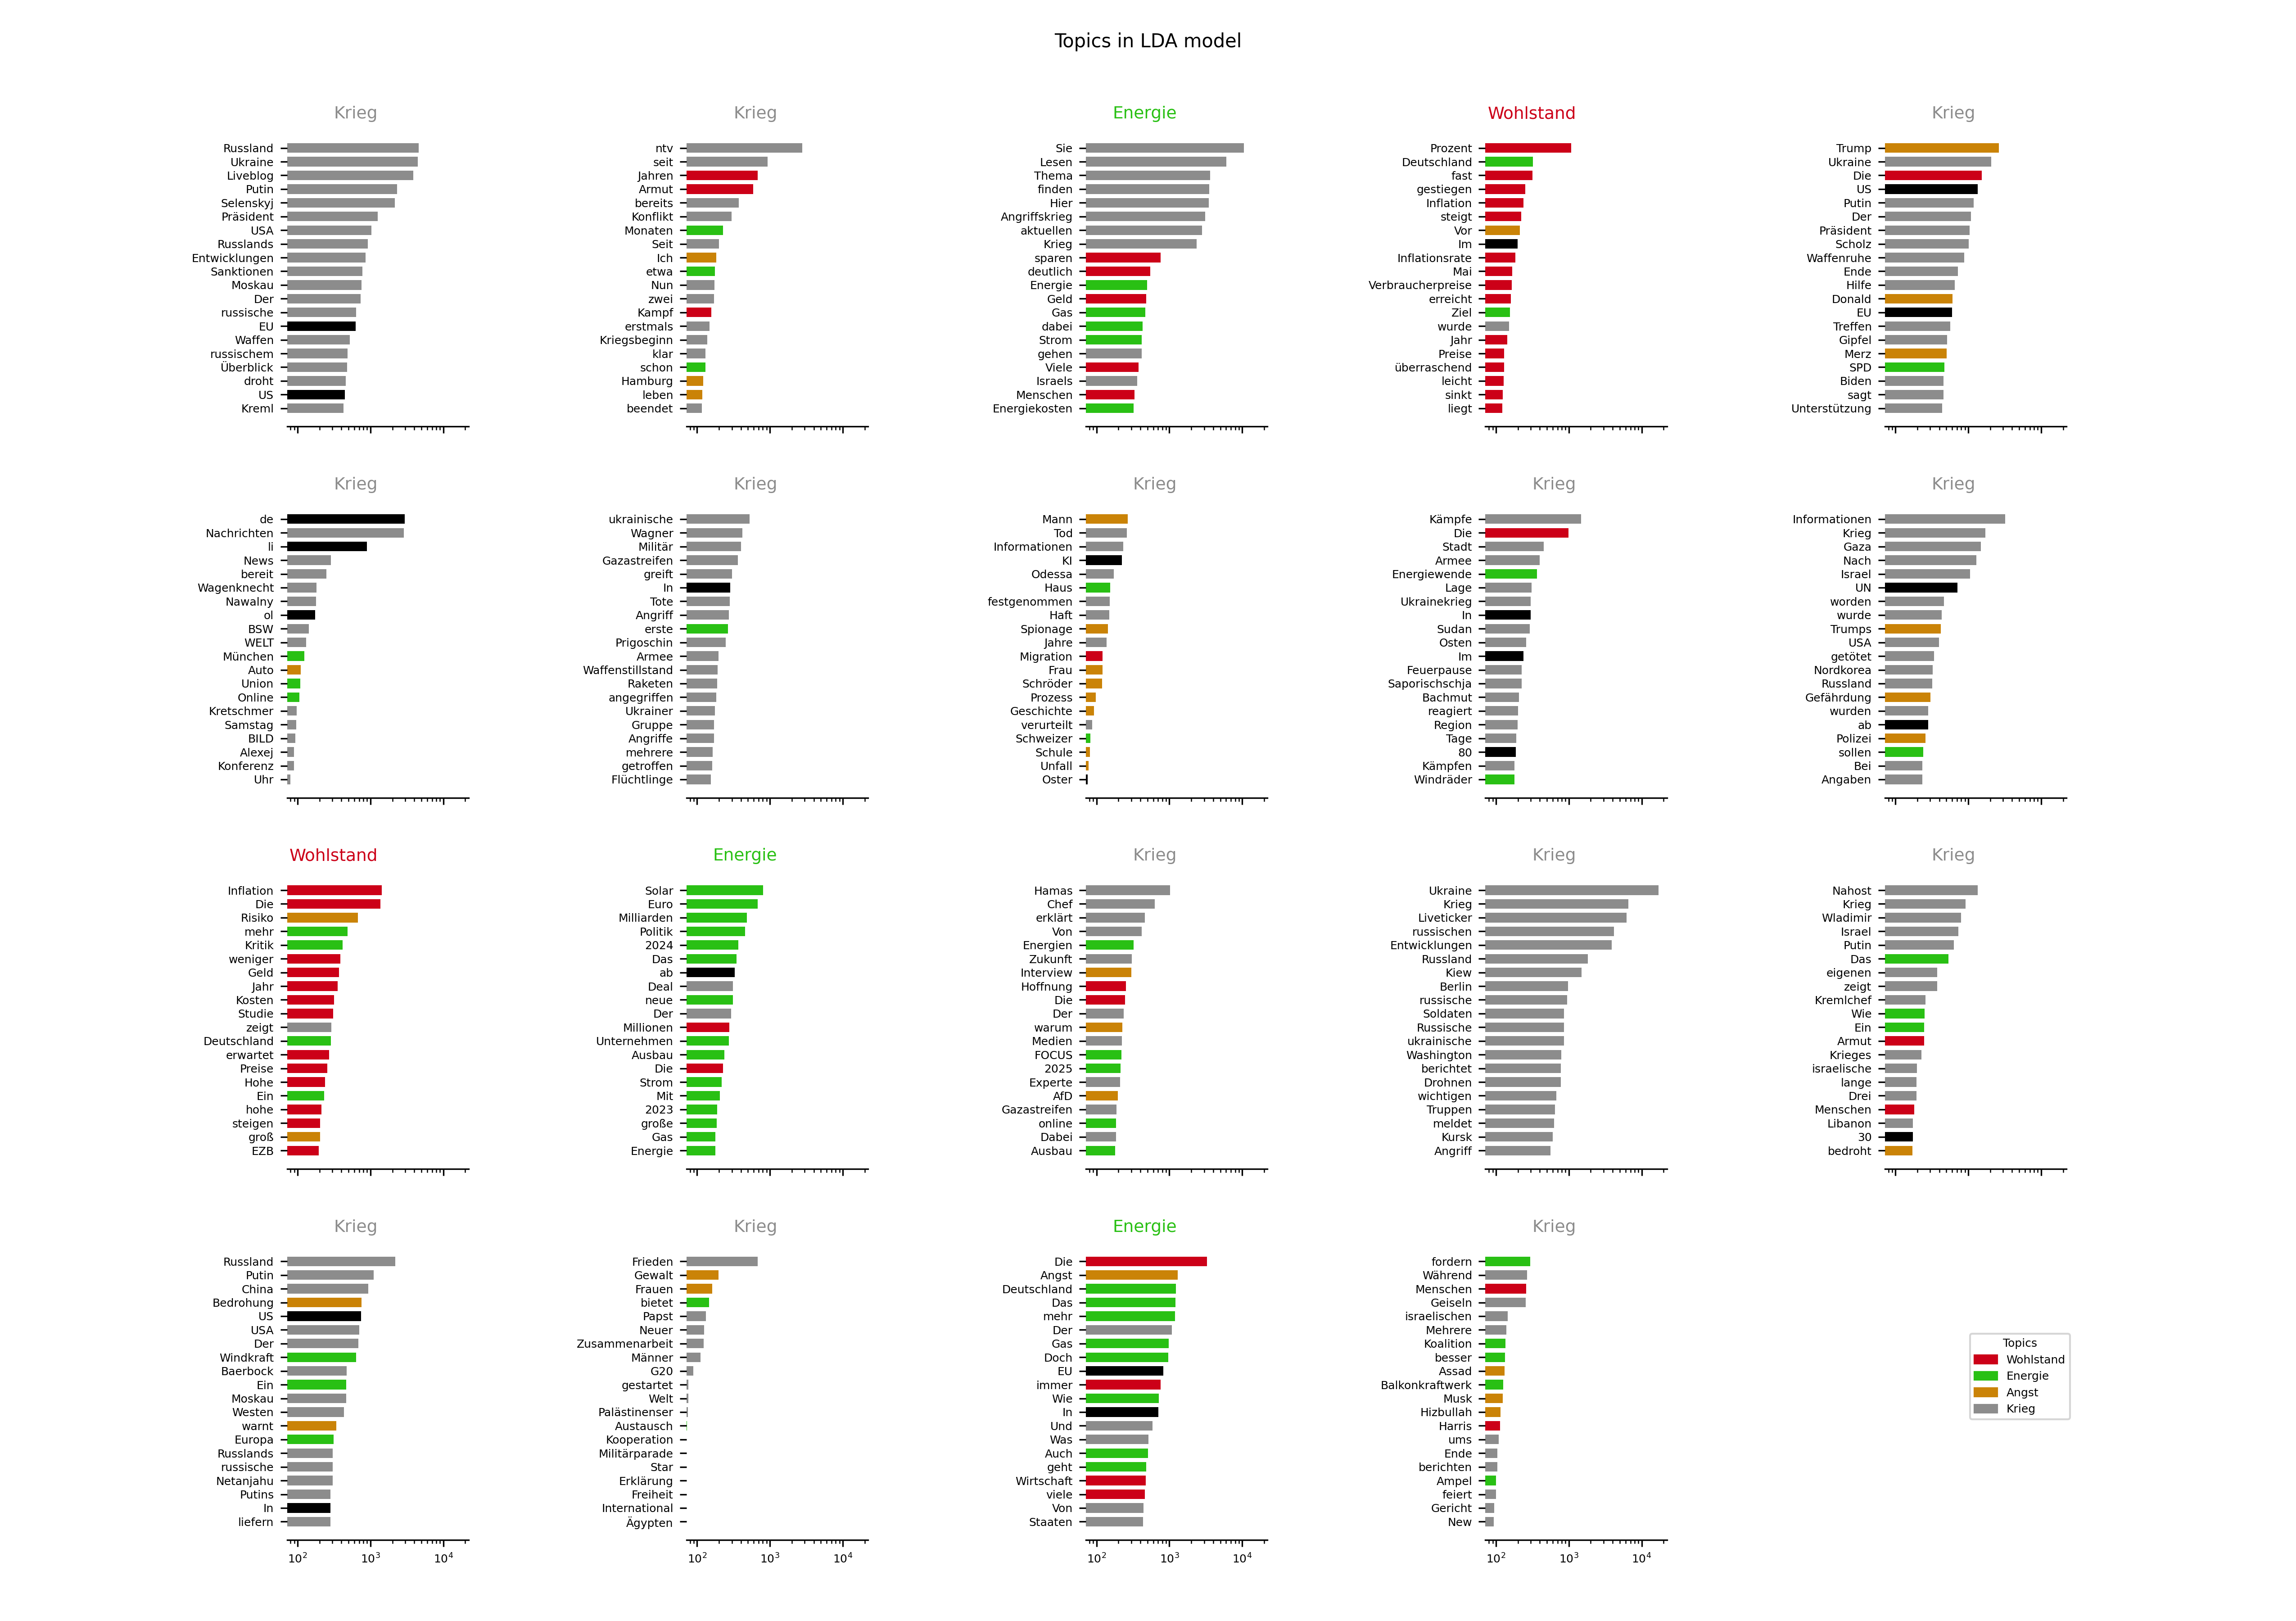 Topics in LDA model
Krieg
Russland
Ukraine
Liveblog
Putin
Selenskyj
Präsident
USA
Russlands
Entwicklungen
Sanktionen
Moskau
Der
russische
EU
Waffen
russischem
Überblick
droht
US
Kreml
Krieg
ntv
seit
Jahren
Armut
bereits
Konflikt
Monaten
Seit
Ich
etwa
Nun
zwei
Kampf
erstmals
Kriegsbeginn
klar
schon
Hamburg
leben
beendet
Energie
Sie
Lesen
Thema
finden
Hier
Angriffskrieg
aktuellen
Krieg
sparen
deutlich
Energie
Geld
Gas
dabei
Strom
gehen
Viele
Israels
Menschen
Energiekosten
Wohlstand
Prozent
Deutschland
fast
gestiegen
Inflation
steigt
Vor
Im
Inflationsrate
Mai
Verbraucherpreise
erreicht
Ziel
wurde
Jahr
Preise
überraschend
leicht
sinkt
liegt
Krieg
Trump
Ukraine
Die
US
Putin
Der
Präsident
Scholz
Waffenruhe
Ende
Hilfe
Donald
EU
Treffen
Gipfel
Merz
SPD
Biden
sagt
Unterstützung
Krieg
de
Nachrichten
li
News
bereit
Wagenknecht
Nawalny
ol
BSW
WELT
München
Auto
Union
Online
Kretschmer
Samstag
BILD
Alexej
Konferenz
Uhr
Krieg
ukrainische
Wagner
Militär
Gazastreifen
greift
In
Tote
Angriff
erste
Prigoschin
Armee
Waffenstillstand
Raketen
angegriffen
Ukrainer
Gruppe
Angriffe
mehrere
getroffen
Flüchtlinge
Krieg
Mann
Tod
Informationen
KI
Odessa
Haus
festgenommen
Haft
Spionage
Jahre
Migration
Frau
Schröder
Prozess
Geschichte
verurteilt
Schweizer
Schule
Unfall
Oster
Krieg
Kämpfe
Die
Stadt
Armee
Energiewende
Lage
Ukrainekrieg
In
Sudan
Osten
Im
Feuerpause
Saporischschja
Bachmut
reagiert
Region
Tage
80
Kämpfen
Windräder
Krieg
Informationen
Krieg
Gaza
Nach
Israel
UN
worden
wurde
Trumps
USA
getötet
Nordkorea
Russland
Gefährdung
wurden
ab
Polizei
sollen
Bei
Angaben
Wohlstand
Inflation
Die
Risiko
mehr
Kritik
weniger
Geld
Jahr
Kosten
Studie
zeigt
Deutschland
erwartet
Preise
Hohe
Ein
hohe
steigen
groß
EZB
Energie
Solar
Euro
Milliarden
Politik
2024
Das
ab
Deal
neue
Der
Millionen
Unternehmen
Ausbau
Die
Strom
Mit
2023
große
Gas
Energie
Krieg
Hamas
Chef
erklärt
Von
Energien
Zukunft
Interview
Hoffnung
Die
Der
warum
Medien
FOCUS
2025
Experte
AfD
Gazastreifen
online
Dabei
Ausbau
Krieg
Ukraine
Krieg
Liveticker
russischen
Entwicklungen
Russland
Kiew
Berlin
russische
Soldaten
Russische
ukrainische
Washington
berichtet
Drohnen
wichtigen
Truppen
meldet
Kursk
Angriff
Krieg
Nahost
Krieg
Wladimir
Israel
Putin
Das
eigenen
zeigt
Kremlchef
Wie
Ein
Armut
Krieges
israelische
lange
Drei
Menschen
Libanon
30
bedroht
Krieg
Russland
Putin
China
Bedrohung
US
USA
Der
Windkraft
Baerbock
Ein
Moskau
Westen
warnt
Europa
Russlands
russische
Netanjahu
Putins
In
liefern
10² 10³ 10⁴
Krieg
Frieden
Gewalt
Frauen
bietet
Papst
Neuer
Zusammenarbeit
Männer
G20
gestartet
Welt
Palästinenser
Austausch
Kooperation
Militärparade
Star
Erklärung
Freiheit
International
Ägypten
10² 10³ 10⁴
Energie
Die
Angst
Deutschland
Das
mehr
Der
Gas
Doch
EU
immer
Wie
In
Und
Was
Auch
geht
Wirtschaft
viele
Von
Staaten
10² 10³ 10⁴
Krieg
fordern
Während
Menschen
Geiseln
israelischen
Mehrere
Koalition
besser
Assad
Balkonkraftwerk
Musk
Hizbullah
Harris
ums
Ende
berichten
Ampel
feiert
Gericht
New
10² 10³ 10⁴
Topics
Wohlstand
Energie
Angst
Krieg